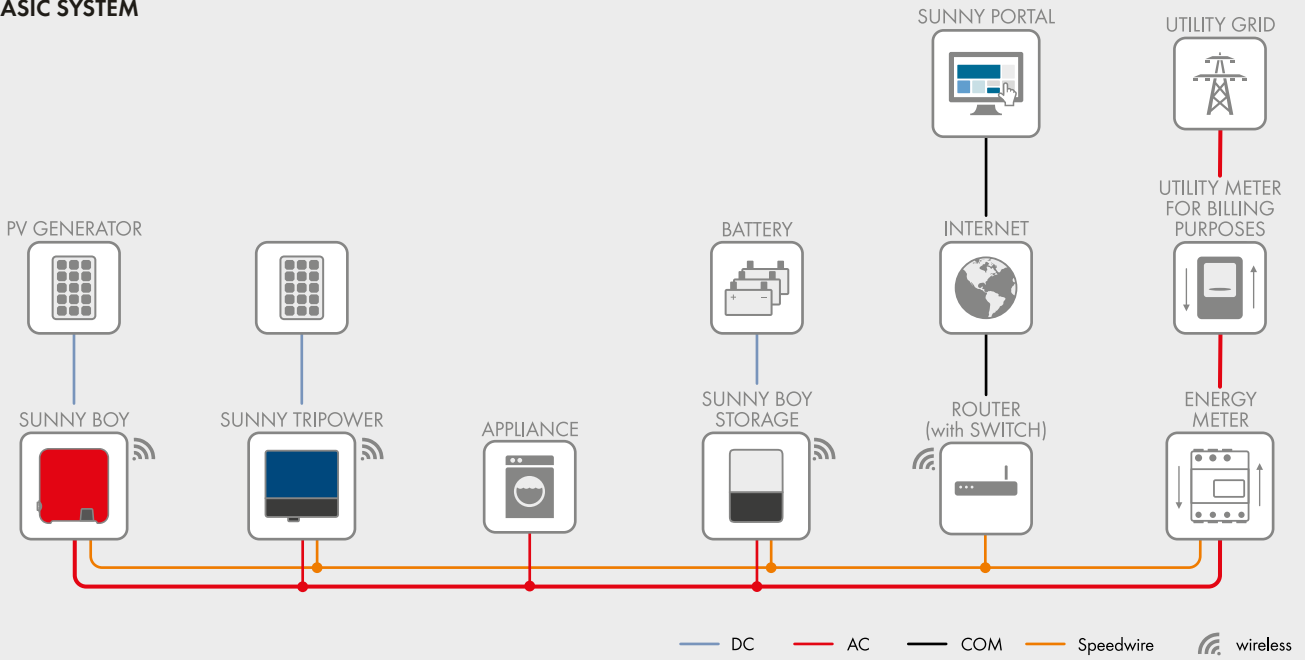 ASIC SYSTEM
SUNNY PORTAL
UTILITY GRID
UTILITY METER
FOR BILLING
PURPOSES
PV GENERATOR
BATTERY
INTERNET
SUNNY BOY
SUNNY TRIPOWER
APPLIANCE
SUNNY BOY
STORAGE
ROUTER
(with SWITCH)
ENERGY
METER
DC
AC
COM
Speedwire
wireless